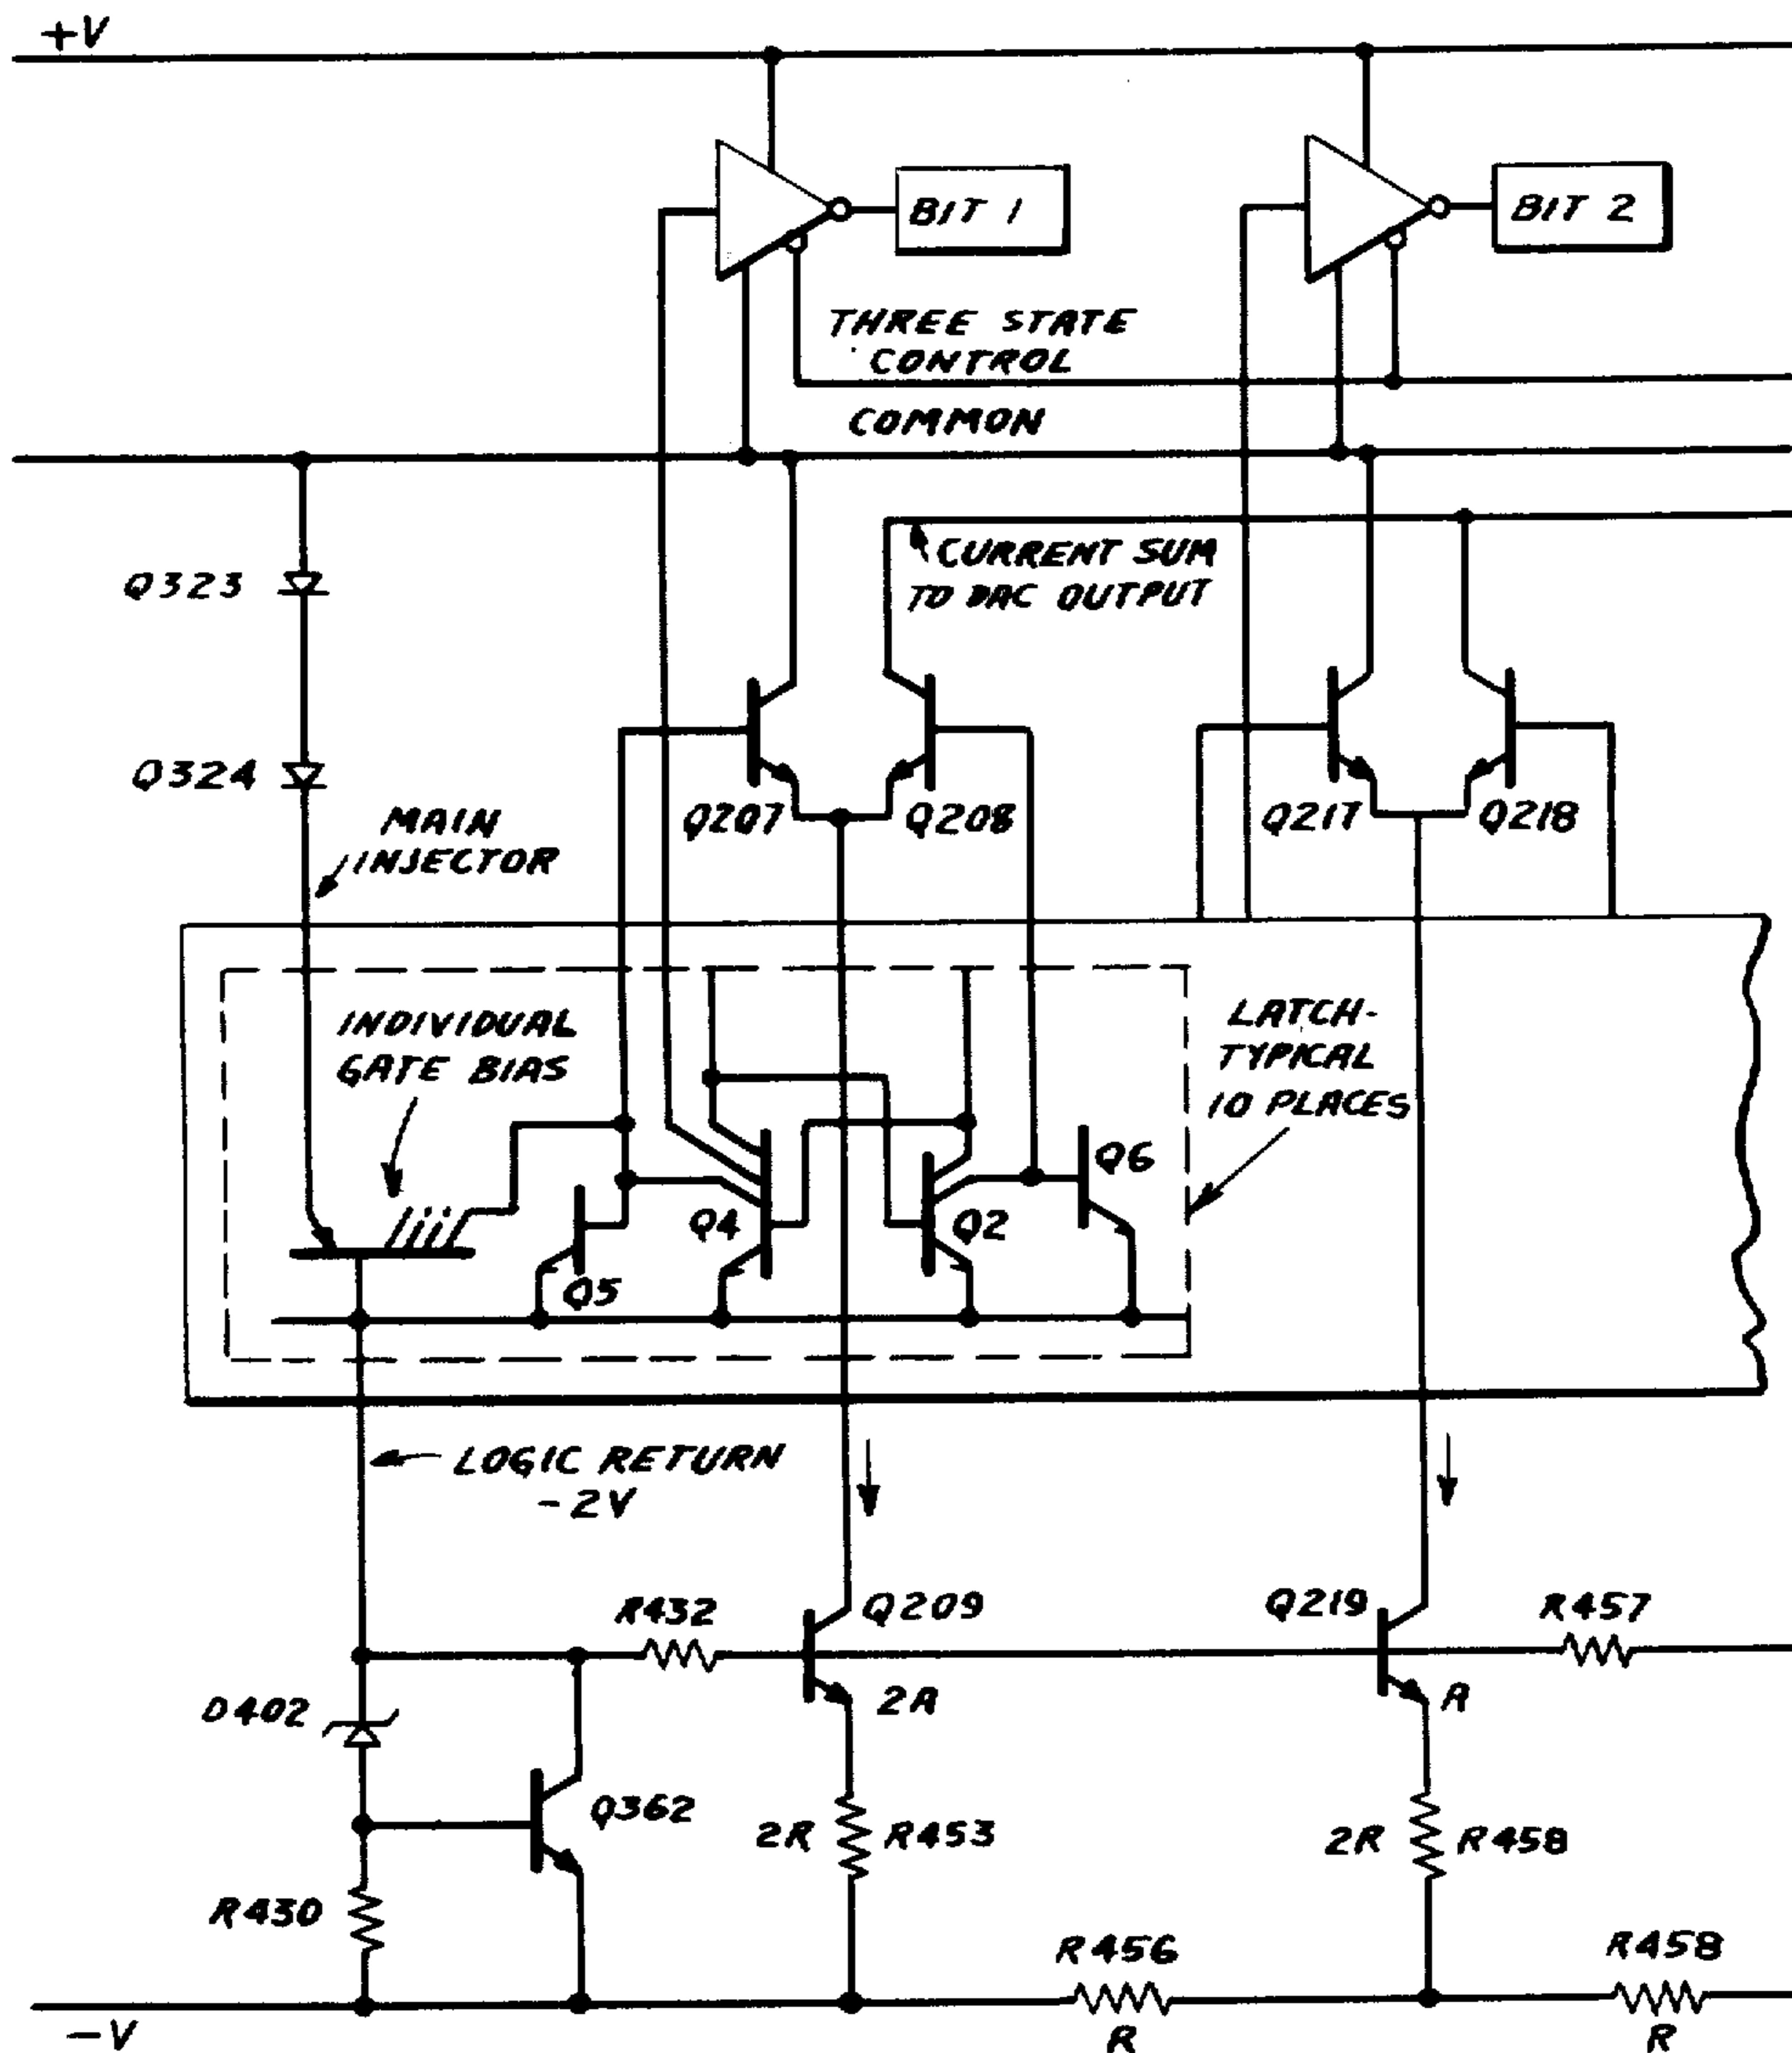 +V
BIT 1
BIT 2
THREE STATE
CONTROL
COMMON
CURRENT SUM
TO DAC OUTPUT
Q323
Q324
MAIN
INJECTOR
Q207
Q208
Q217
Q218
INDIVIDUAL
GATE BIAS
LATCH-
TYPICAL
10 PLACES
Q5
Q4
Q2
Q6
LOGIC RETURN
-2V
R432
Q209
Q219
R457
2A
A
D402
Q362
2R
R453
2R
R458
R430
R456
R458
-V
R
R